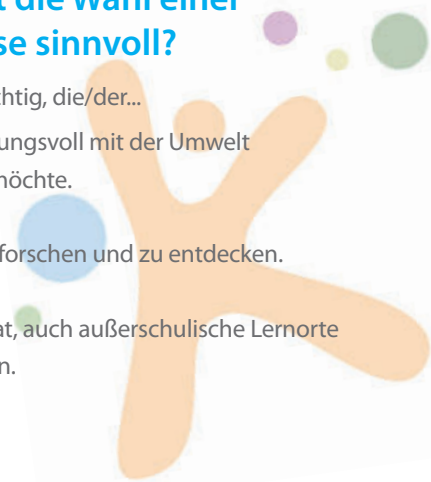 die Wahl einer
se sinnvoll?
chtig, die/der...
ungsvoll mit der Umwelt
möchte.
forschen und zu entdecken.
at, auch außerschulische Lernorte
n.